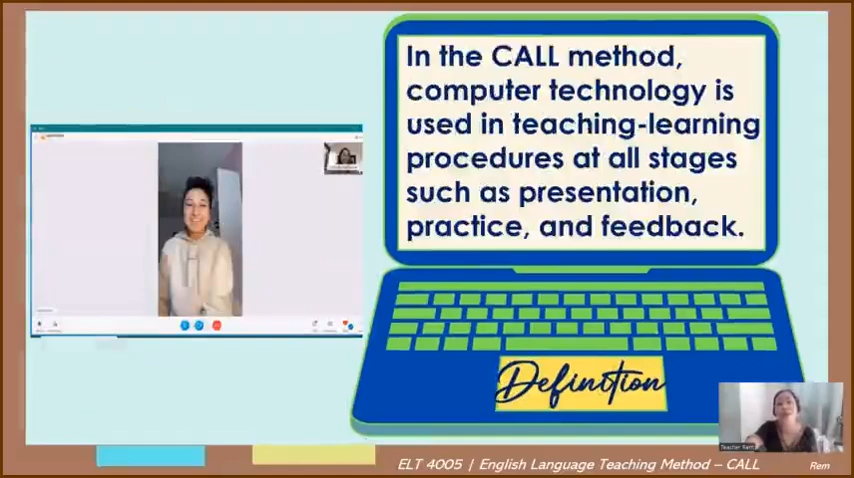 In the CALL method,
computer technology is
used in teaching-learning
procedures at all stages
such as presentation,
practice, and feedback.
Definition
Teacher Rem
ELT 4005 | English Language Teaching Method – CALL
Rem